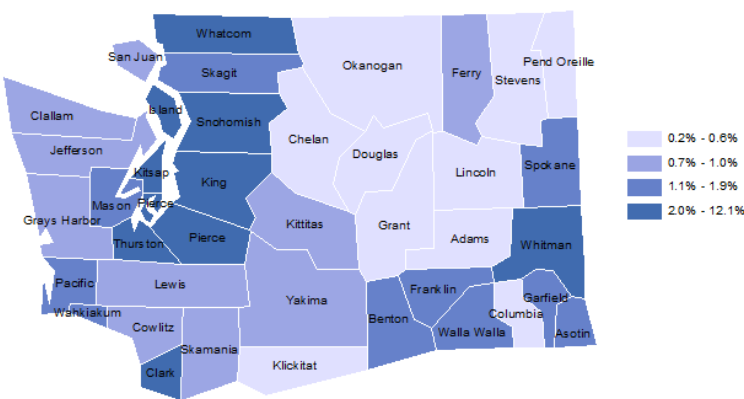 Whatcom
San Juan
Skagit
Okanogan
Ferry
Pend Oreille
Stevens
Island
Clallam
Snohomish
Chelan
Jefferson
Douglas
Lincoln
Spokane
Kitsap
King
Mason
Pierce
Grays Harbor
Kittitas
Grant
Thurston
Pierce
Adams
Whitman
Pacific
Lewis
Yakima
Franklin
Garfield
Wahkiakum
Columbia
Cowlitz
Benton
Walla Walla
Asotin
Skamania
Clark
Klickitat
0.2% - 0.6%
0.7% - 1.0%
1.1% - 1.9%
2.0% - 12.1%